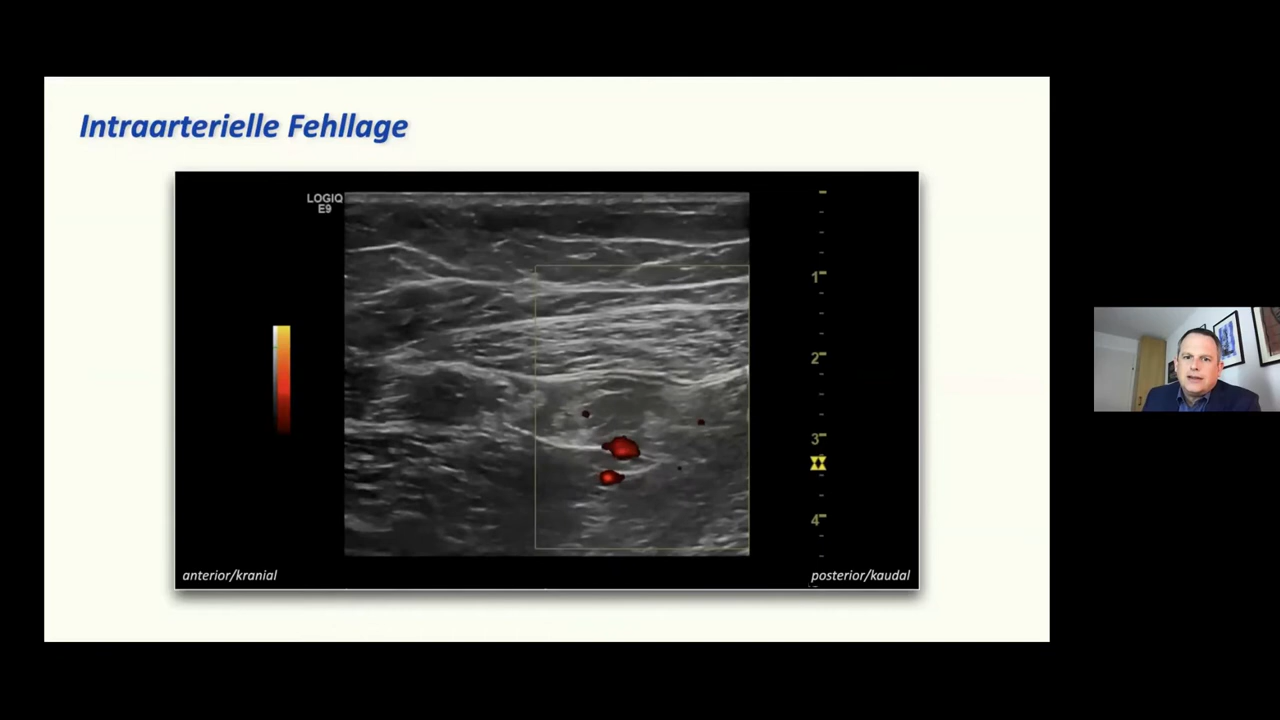 Intraarterielle Fehllage
LOGIQ
E9
1
2
3
4
anterior/kranial
posterior/kaudal